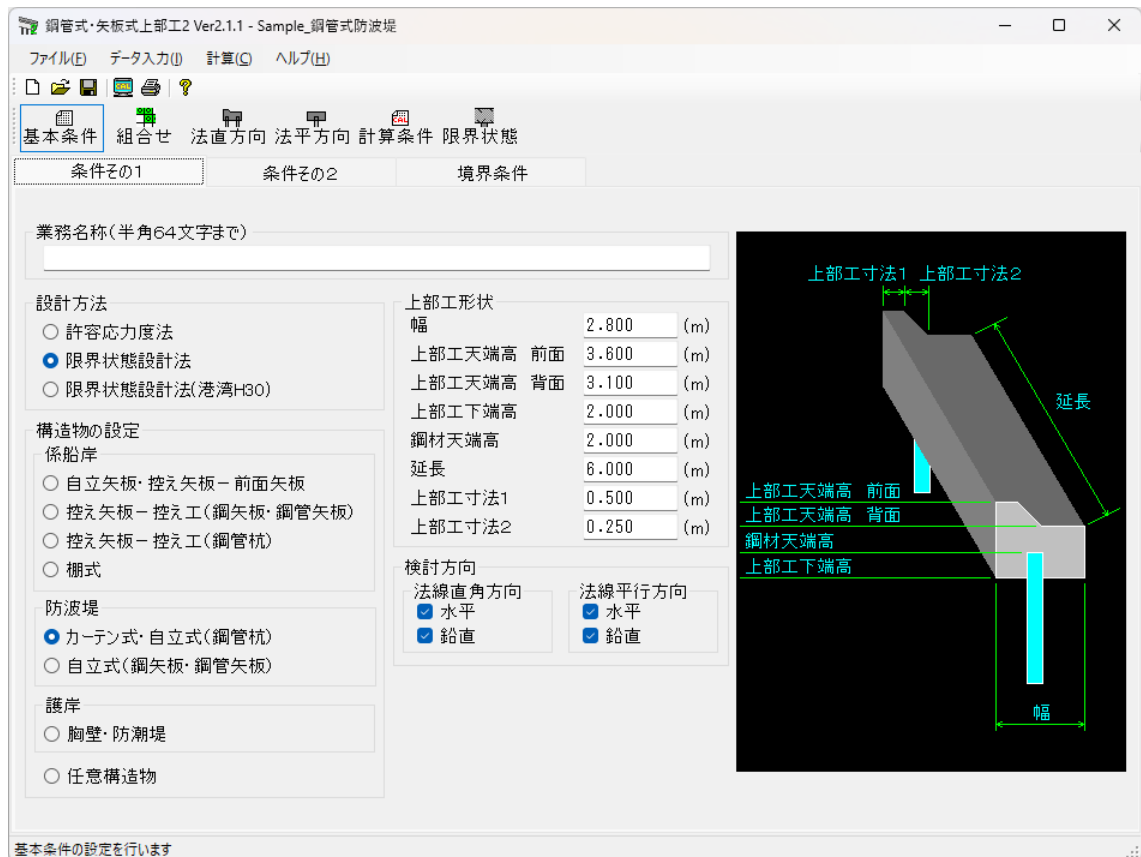 鋼管式・矢板式上部工2 Ver2.1.1 - Sample_鋼管式防波堤
ファイル(F) データ入力(I) 計算(C) ヘルプ(H)
基本条件 組合せ 法直方向 法平方向 計算条件 限界状態
条件その1 条件その2 境界条件
業務名称(半角64文字まで)
設計方法
許容応力度法
限界状態設計法
限界状態設計法(港湾H30)
構造物の設定
係船岸
自立矢板・控え矢板－前面矢板
控え矢板－控え工(鋼矢板・鋼管矢板)
控え矢板－控え工(鋼管杭)
棚式
防波堤
カーテン式・自立式(鋼管杭)
自立式(鋼矢板・鋼管矢板)
護岸
胸壁・防潮堤
任意構造物
上部工形状
幅 2.800 (m)
上部工天端高 前面 3.600 (m)
上部工天端高 背面 3.100 (m)
上部工下端高 2.000 (m)
鋼材天端高 2.000 (m)
延長 6.000 (m)
上部工寸法1 0.500 (m)
上部工寸法2 0.250 (m)
検討方向
法線直角方向 法線平行方向
水平 水平
鉛直 鉛直
上部工寸法1 上部工寸法2
延長
上部工天端高 前面
上部工天端高 背面
鋼材天端高
上部工下端高
幅
基本条件の設定を行います